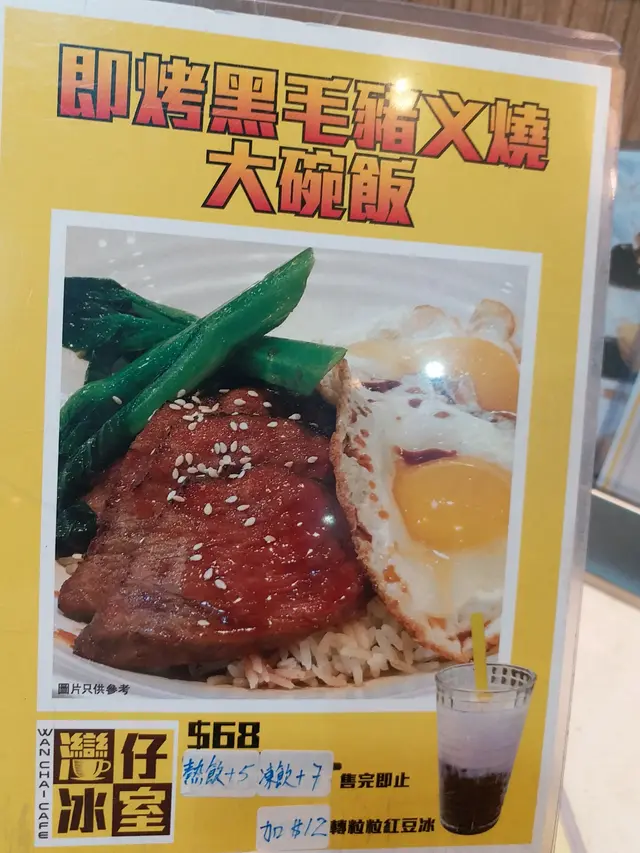 即烤黑毛豬叉燒
大碗飯
圖片只供參考
WAN CHAI CAFE
灣仔
冰室
$68
熱飲+5 凍飲+7 售完即止
加$12 轉粒粒紅豆冰